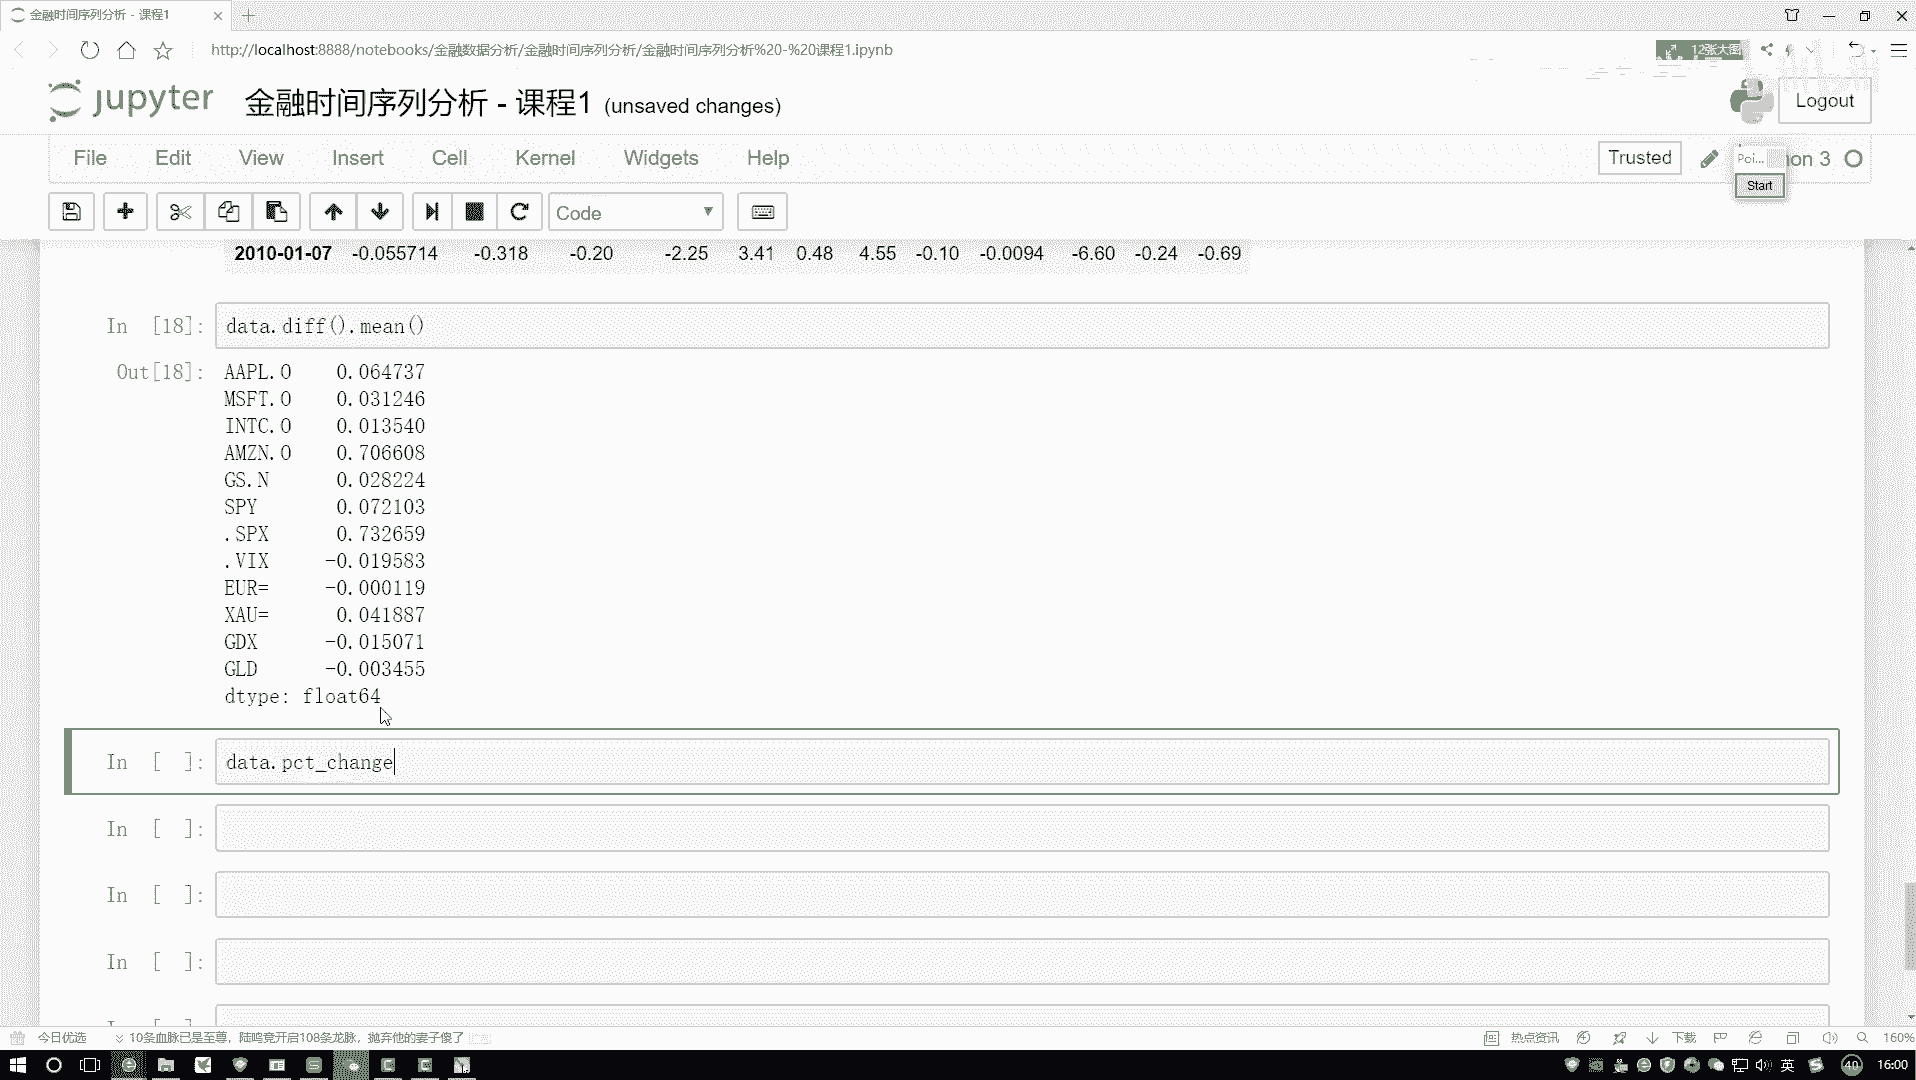 金融时间序列分析 - 课程1
http://localhost:8888/notebooks/金融数据分析/金融时间序列分析/金融时间序列分析%20-%20课程1.ipynb
12张大图
jupyter 金融时间序列分析 - 课程1 (unsaved changes)
Logout
File Edit View Insert Cell Kernel Widgets Help
Trusted
Poi... on 3
Start
Code
2010-01-07 -0.055714 -0.318 -0.20 -2.25 3.41 0.48 4.55 -0.10 -0.0094 -6.60 -0.24 -0.69
In [18]: data.diff().mean()
Out[18]: AAPL.O 0.064737
MSFT.O 0.031246
INTC.O 0.013540
AMZN.O 0.706608
GS.N 0.028224
SPY 0.072103
.SPX 0.732659
.VIX -0.019583
EUR= -0.000119
XAU= 0.041887
GDX -0.015071
GLD -0.003455
dtype: float64
In [ ]: data.pct_change
In [ ]:
In [ ]:
In [ ]:
今日优选 10条血脉已是至尊，陆鸣竟开启108条龙脉，抛弃他的妻子傻了
热点资讯 下载 160%
英 40 16:00